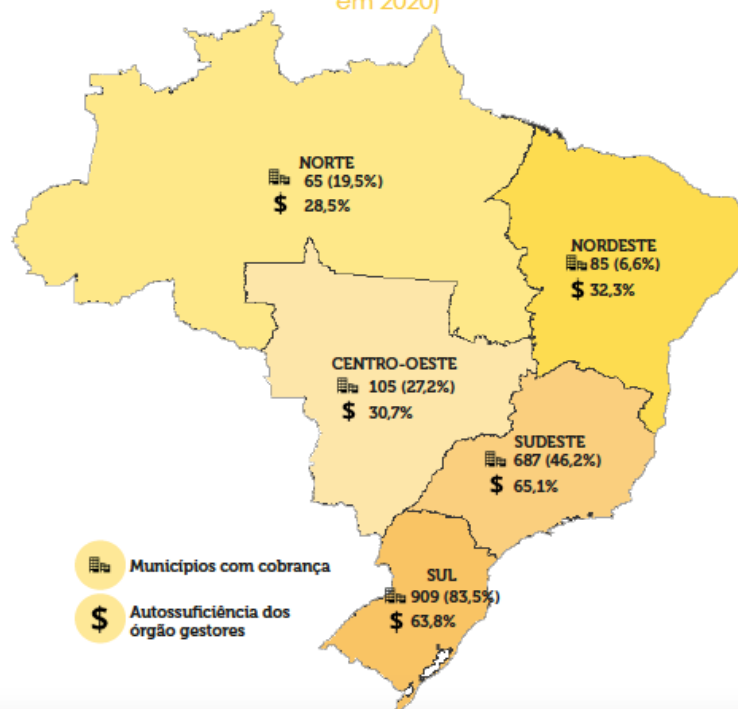 em 2020)
NORTE
65 (19,5%)
$ 28,5%
NORDESTE
85 (6,6%)
$ 32,3%
CENTRO-OESTE
105 (27,2%)
$ 30,7%
SUDESTE
687 (46,2%)
$ 65,1%
SUL
909 (83,5%)
$ 63,8%
Municípios com cobrança
$ Autossuficiência dos
órgão gestores